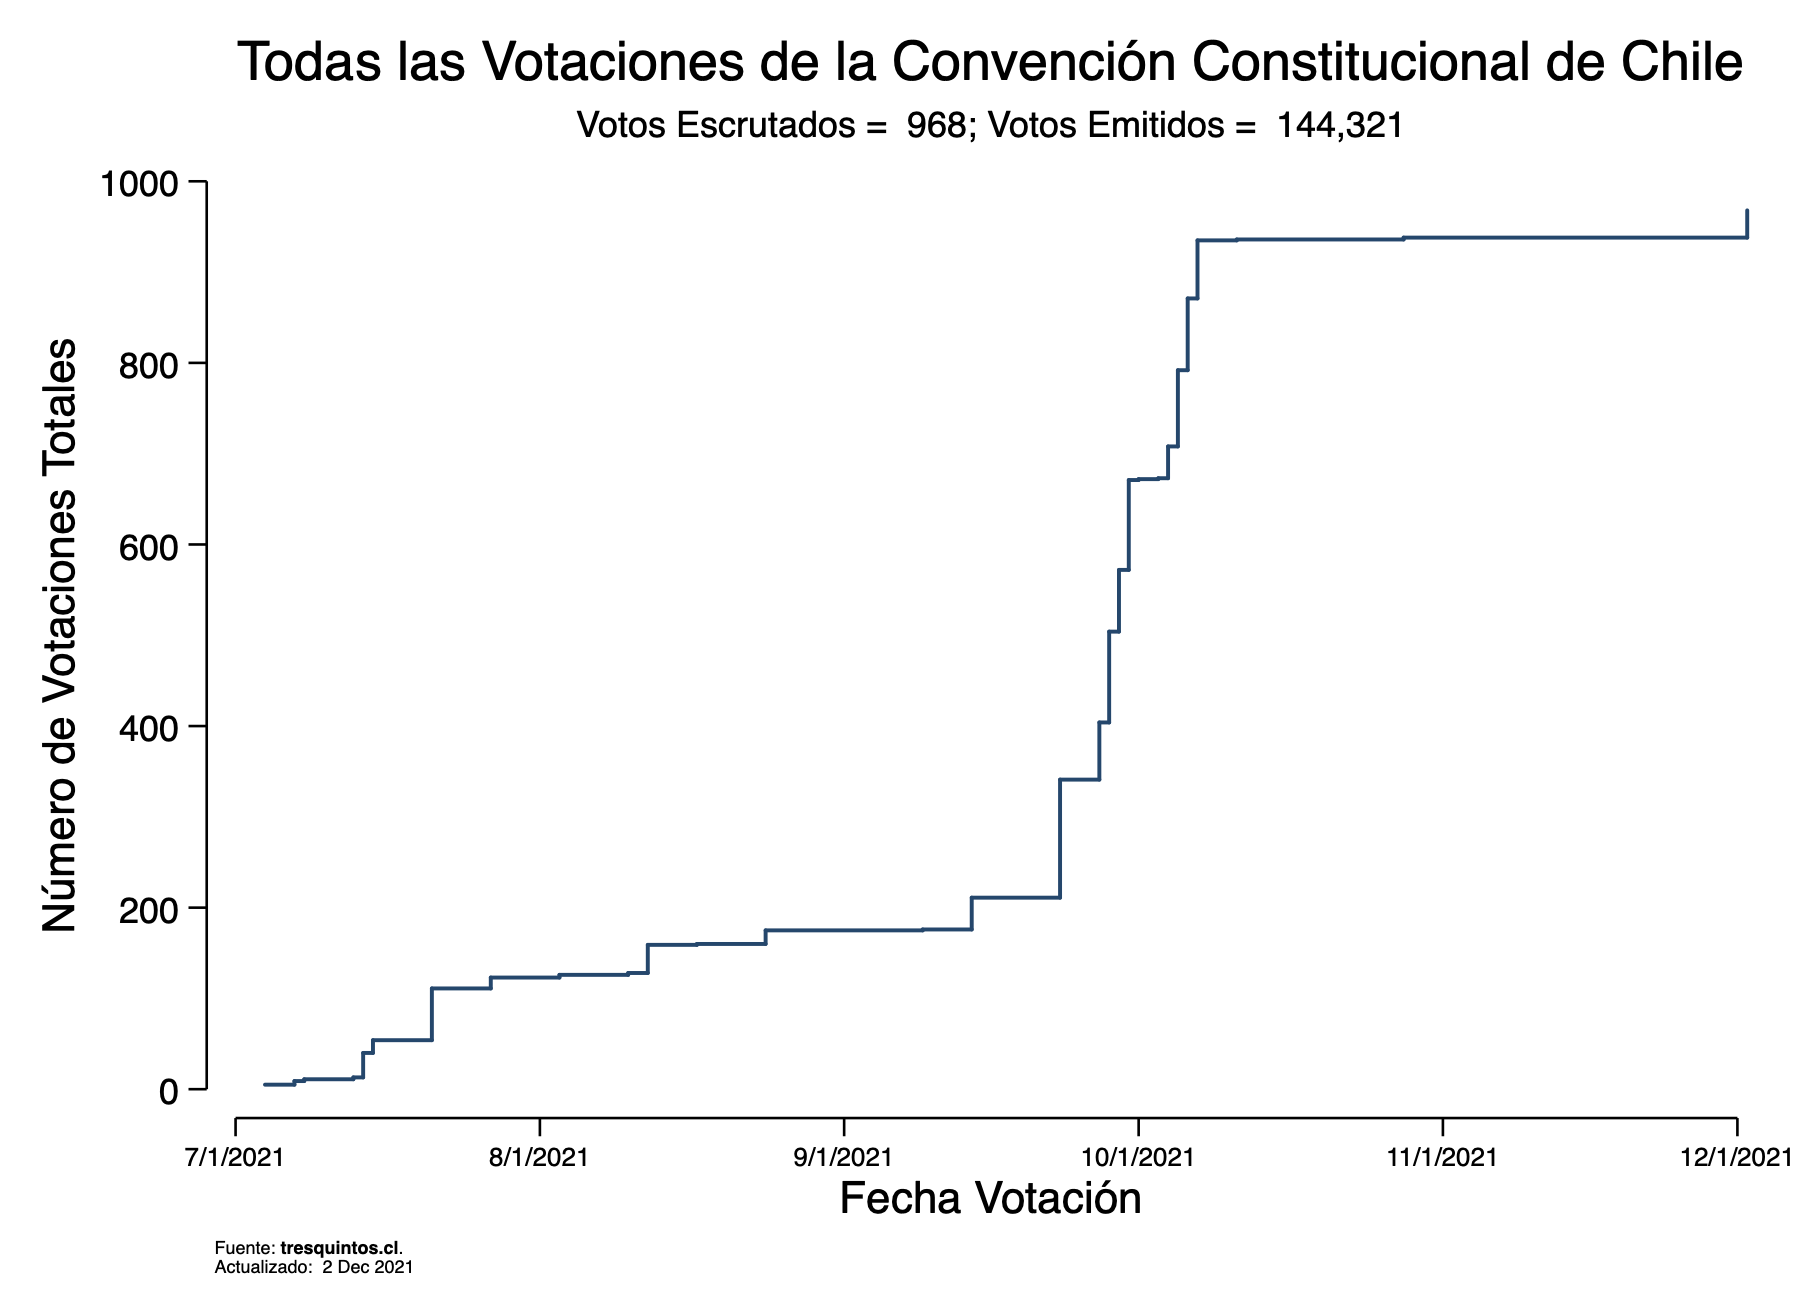 Todas las Votaciones de la Convención Constitucional de Chile
Votos Escrutados = 968; Votos Emitidos = 144,321
Número de Votaciones Totales
1000
800
600
400
200
0
7/1/2021 8/1/2021 9/1/2021 10/1/2021 11/1/2021 12/1/2021
Fecha Votación
Fuente: tresquintos.cl.
Actualizado: 2 Dec 2021